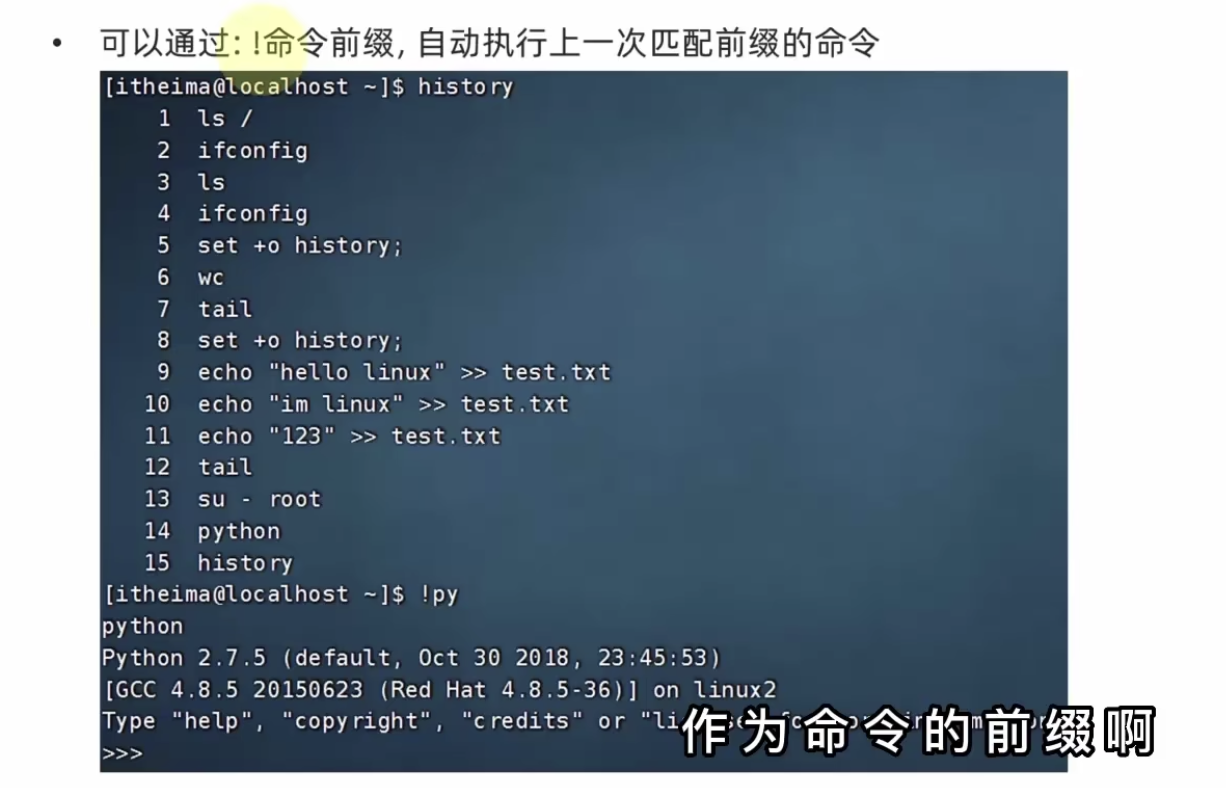 • 可以通过: !命令前缀, 自动执行上一次匹配前缀的命令
[itheima@localhost ~]$ history
1 ls /
2 ifconfig
3 ls
4 ifconfig
5 set +o history;
6 wc
7 tail
8 set +o history;
9 echo "hello linux" >> test.txt
10 echo "im linux" >> test.txt
11 echo "123" >> test.txt
12 tail
13 su - root
14 python
15 history
[itheima@localhost ~]$ !py
python
Python 2.7.5 (default, Oct 30 2018, 23:45:53)
[GCC 4.8.5 20150623 (Red Hat 4.8.5-36)] on linux2
Type "help", "copyright", "credits" or
>>>
作为命令的前缀啊